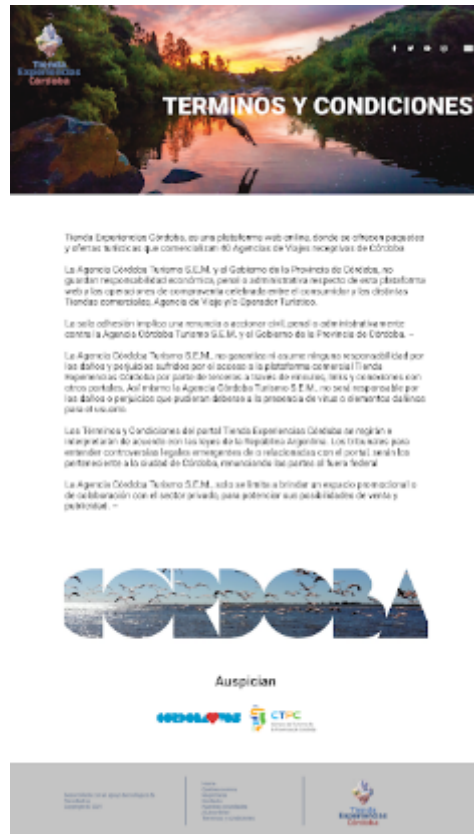 Tienda
Experiencias
Córdoba
TERMINOS Y CONDICIONES
Tienda Experiencias Córdoba, es una plataforma web online, donde se ofrecen paquetes
y ofertas turísticas que comercializan 40 Agencias de Viajes receptivas de Córdoba
La Agencia Córdoba Turismo S.E.M. y el Gobierno de la Provincia de Córdoba, no
guardan responsabilidad económica, penal o administrativa respecto de esta plataforma
web y las operaciones de compraventa celebrada entre el consumidor y las distintas
Tiendas comerciales, Agencia de Viaje y/o Operador Turístico.
La sola adhesión implica una renuncia a accionar civil, penal o administrativamente
contra la Agencia Córdoba Turismo S.E.M. y el Gobierno de la Provincia de Córdoba. –
La Agencia Córdoba Turismo S.E.M., no garantiza ni asume ninguna responsabilidad por
los daños y perjuicios sufridos por el acceso a la plataforma comercial Tienda
Experiencias Córdoba por parte de terceros a través de vínculos, links y conexiones con
otros portales. Así mismo la Agencia Córdoba Turismo S.E.M., no será responsable por
los daños o perjuicios que pudieran deberse a la presencia de virus o elementos dañinos
para el usuario.
Los Términos y Condiciones del portal Tienda Experiencias Córdoba se regirán e
interpretarán de acuerdo con las leyes de la República Argentina. Los tribunales para
entender controversias legales emergentes de o relacionadas con el portal serán los
perteneciente a la ciudad de Córdoba, renunciando las partes al fuero federal
La Agencia Córdoba Turismo S.E.M., solo se limita a brindar un espacio promocional o
de colaboración con el sector privado, para potenciar sus posibilidades de venta y
publicidad. –
CORDOBA
Auspician
CTPC
Tienda
Experiencias
Córdoba